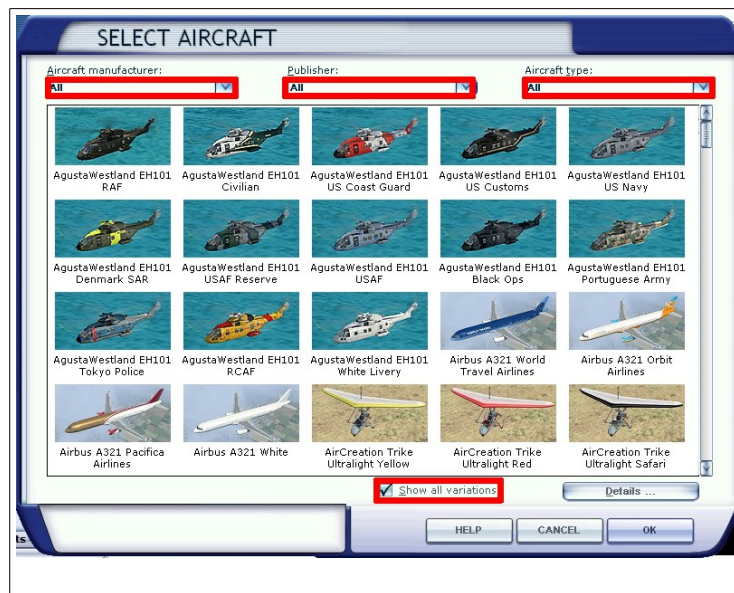 SELECT AIRCRAFT
Aircraft manufacturer: Publisher: Aircraft type:
All All All
AgustaWestland EH101 AgustaWestland EH101 AgustaWestland EH101 AgustaWestland EH101 AgustaWestland EH101
RAF Civilian US Coast Guard US Customs US Navy
AgustaWestland EH101 AgustaWestland EH101 AgustaWestland EH101 AgustaWestland EH101 AgustaWestland EH101
Denmark SAR USAF Reserve USAF Black Ops Portuguese Army
AgustaWestland EH101 AgustaWestland EH101 AgustaWestland EH101 Airbus A321 World Airbus A321 Orbit
Tokyo Police RCAF White Livery Travel Airlines Airlines
Airbus A321 Pacifica Airbus A321 White AirCreation Trike AirCreation Trike AirCreation Trike
Airlines Ultralight Yellow Ultralight Red Ultralight Safari
Show all variations Details ...
HELP CANCEL OK
ts